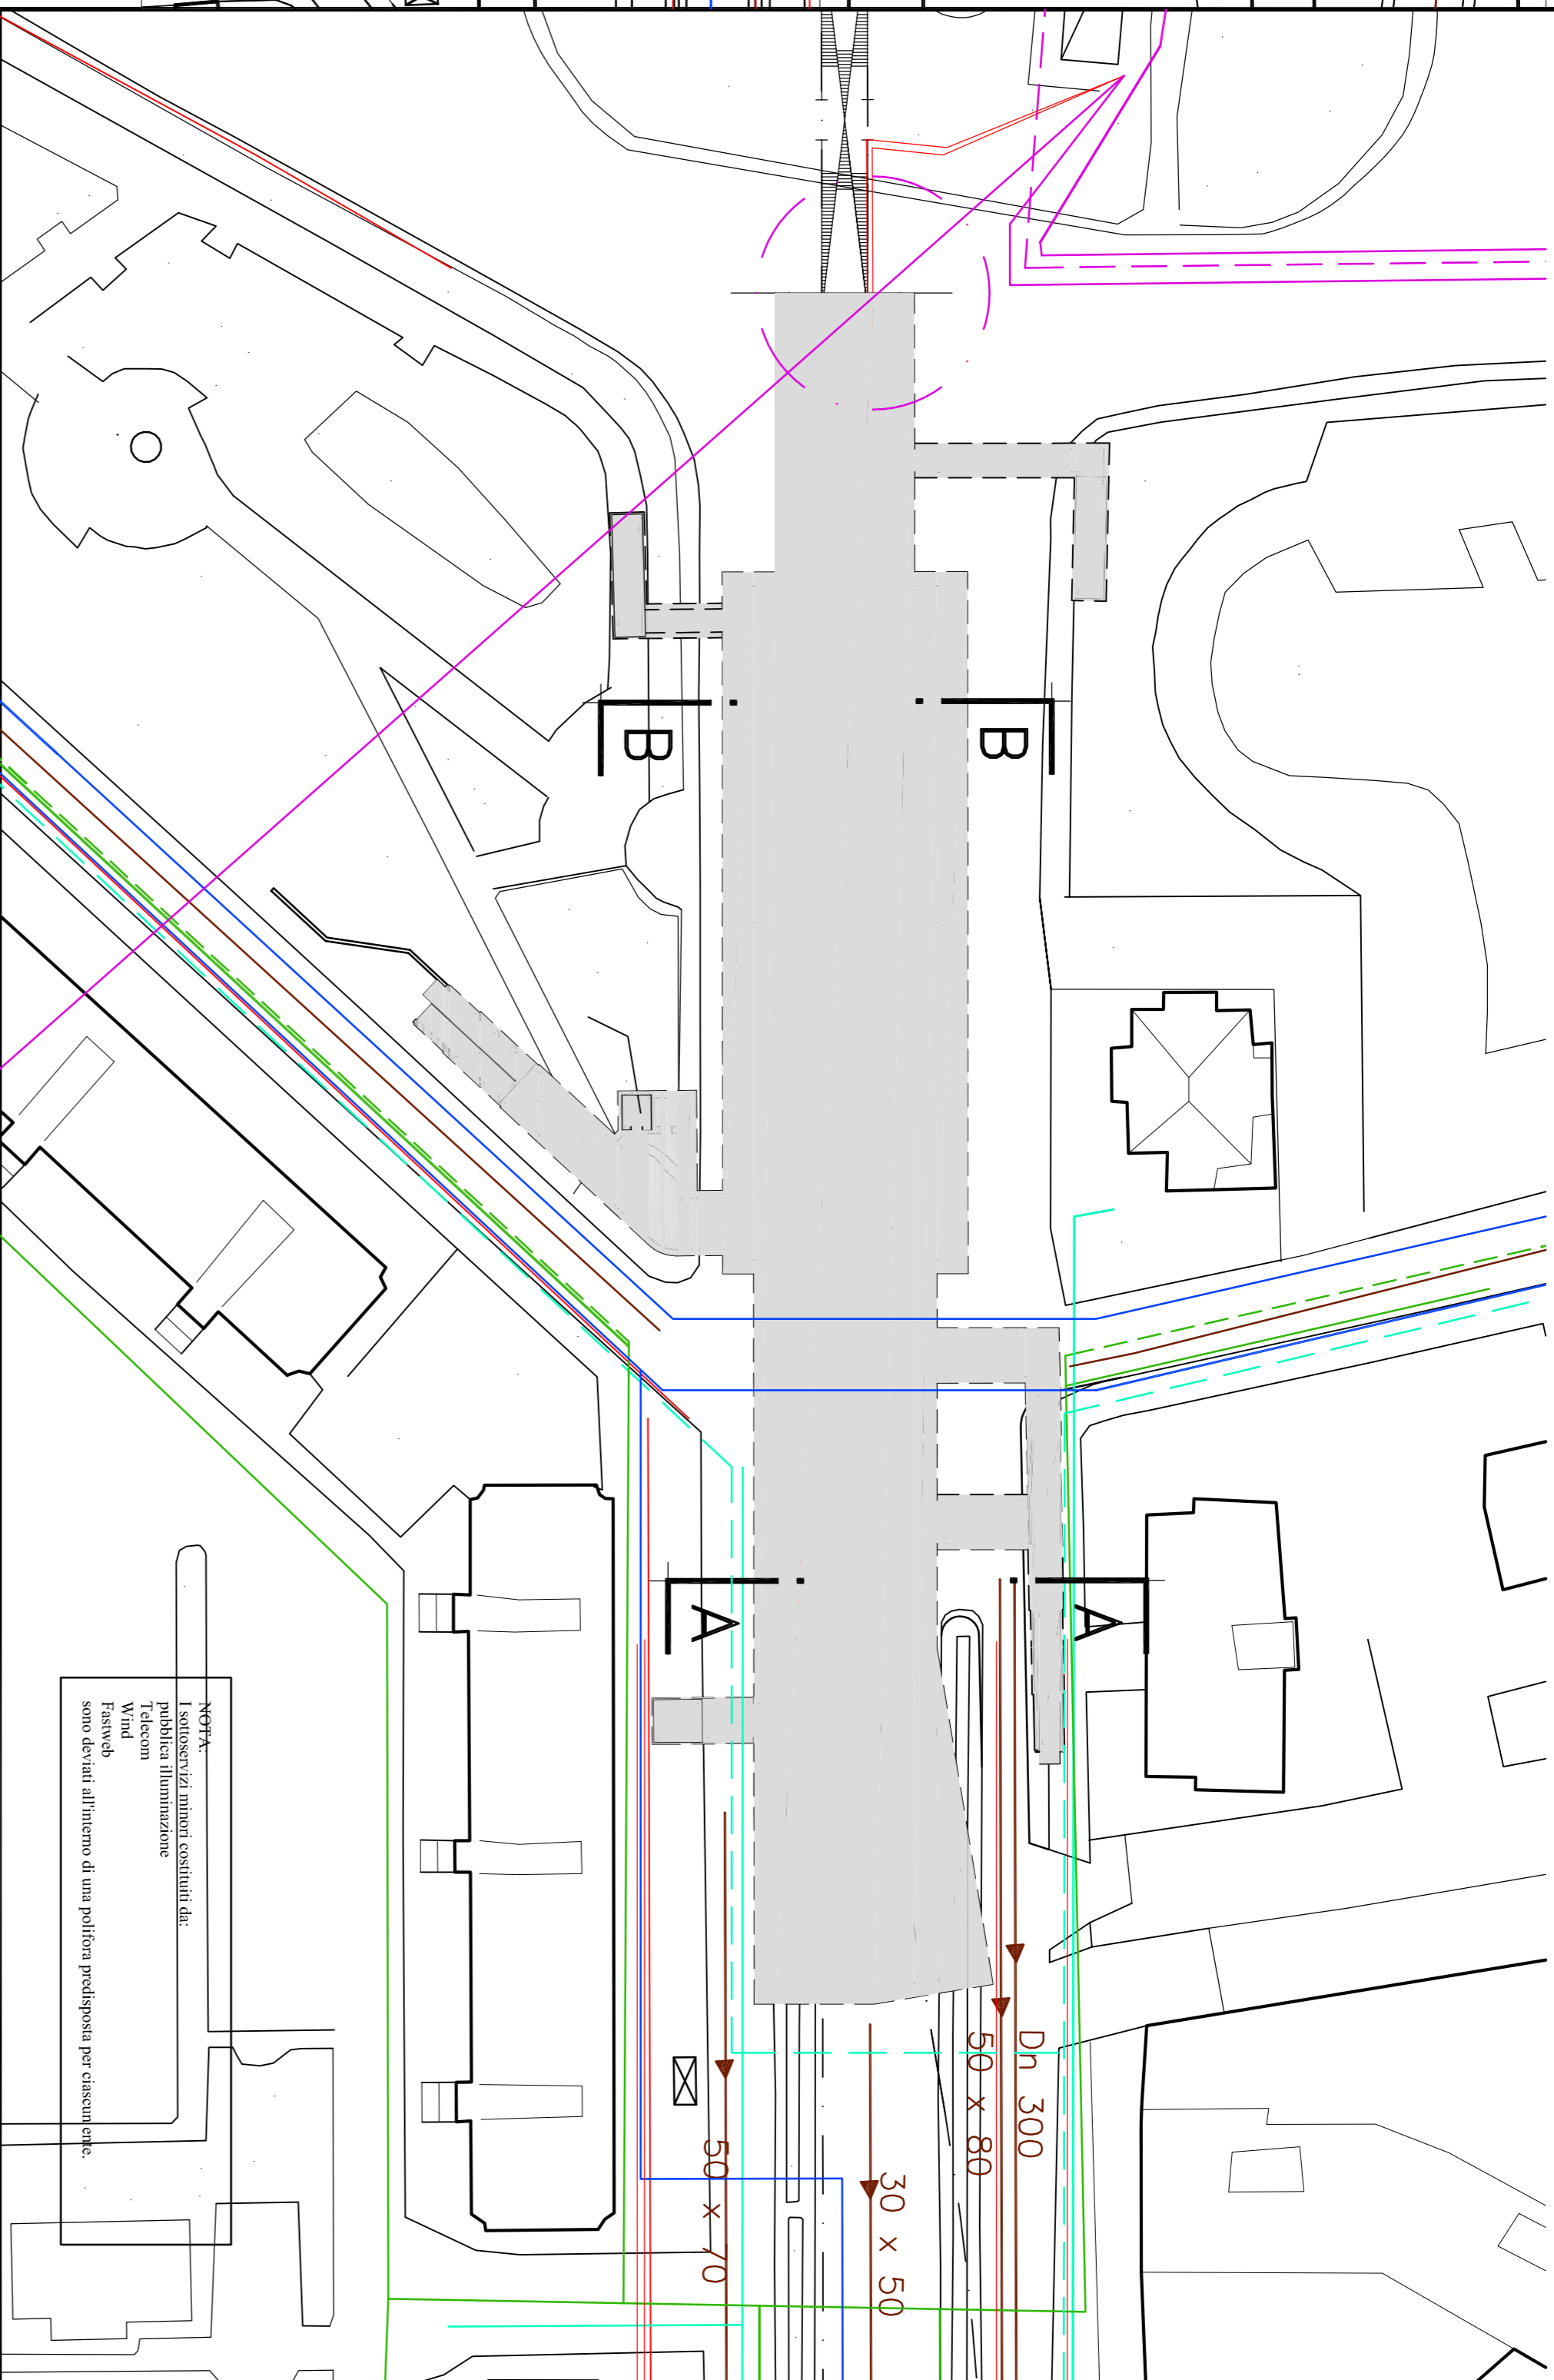 B
B
A
A
Dn 300
50 x 80
30 x 50
50 x 70
NOTA:
I sottoservizi minori costituiti da:
pubblica illuminazione
Telecom
Wind
Fastweb
sono deviati all'interno di una polifora predisposta per ciascun ente.